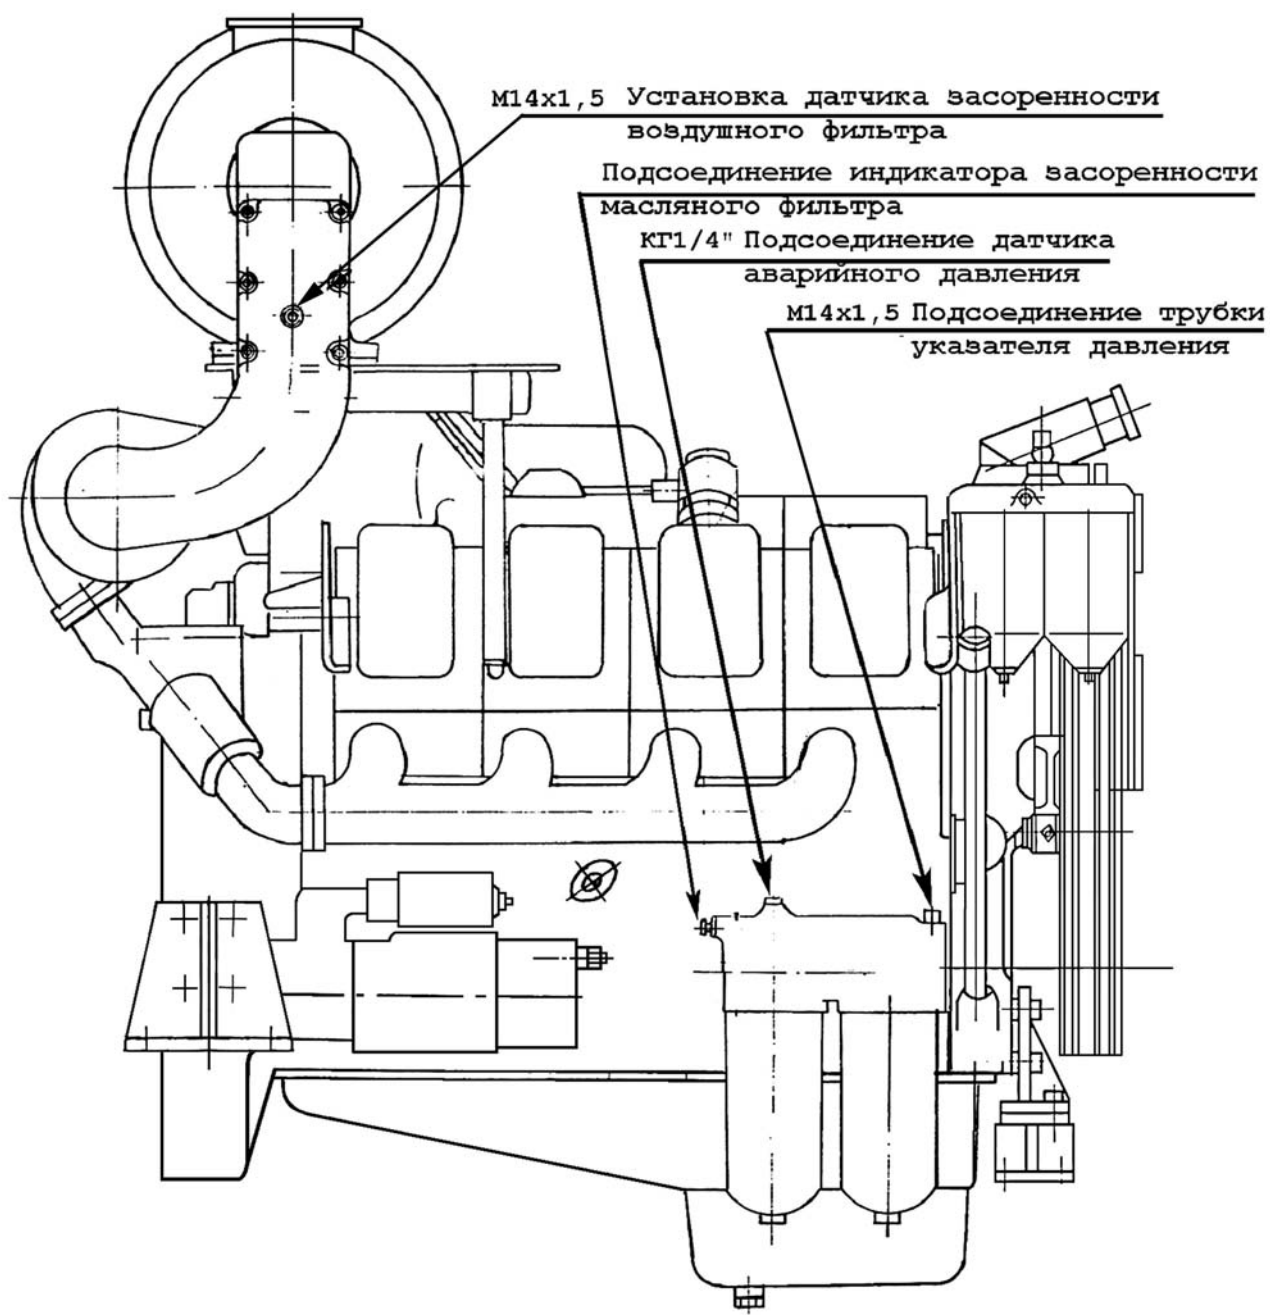 М14х1,5 Установка датчика засоренности
воздушного фильтра
Подсоединение индикатора засоренности
масляного фильтра
КГ1/4" Подсоединение датчика
аварийного давления
М14х1,5 Подсоединение трубки
указателя давления